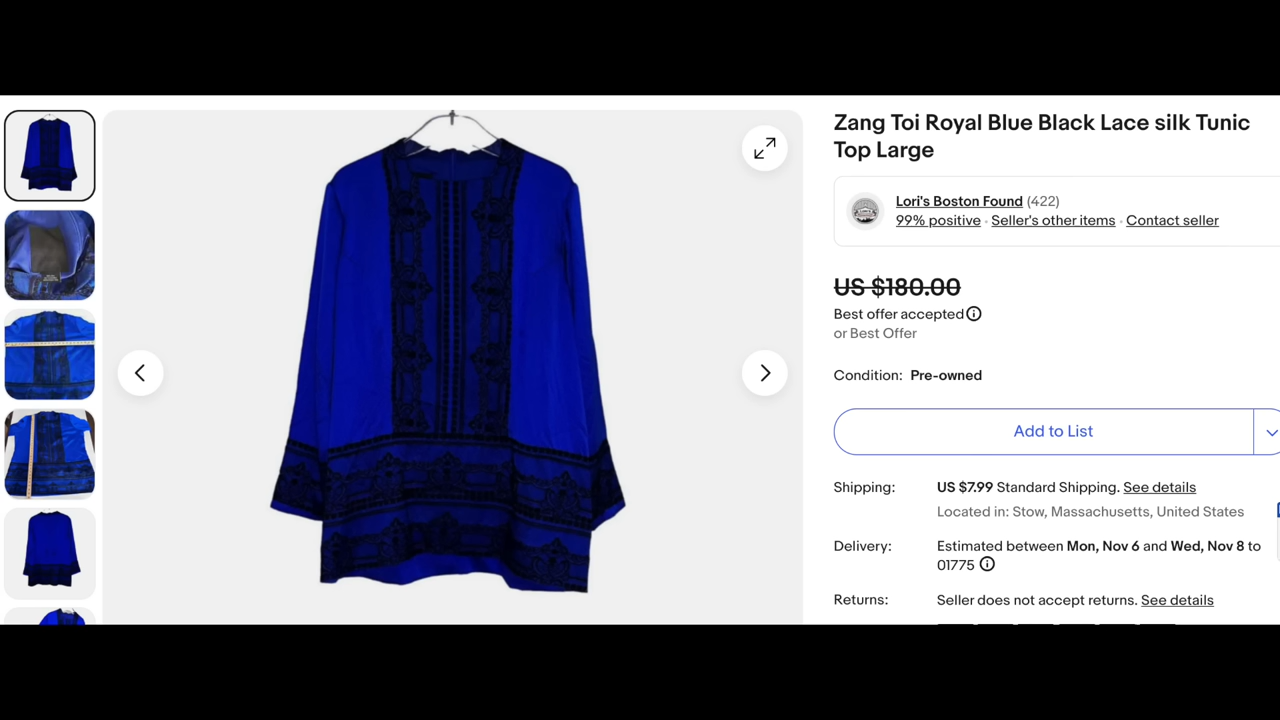 Zang Toi Royal Blue Black Lace silk Tunic
Top Large
Lori's Boston Found (422)
99% positive · Seller's other items · Contact seller
US $180.00
Best offer accepted
or Best Offer
Condition: Pre-owned
Add to List
Shipping: US $7.99 Standard Shipping. See details
Located in: Stow, Massachusetts, United States
Delivery: Estimated between Mon, Nov 6 and Wed, Nov 8 to
01775
Returns: Seller does not accept returns. See details